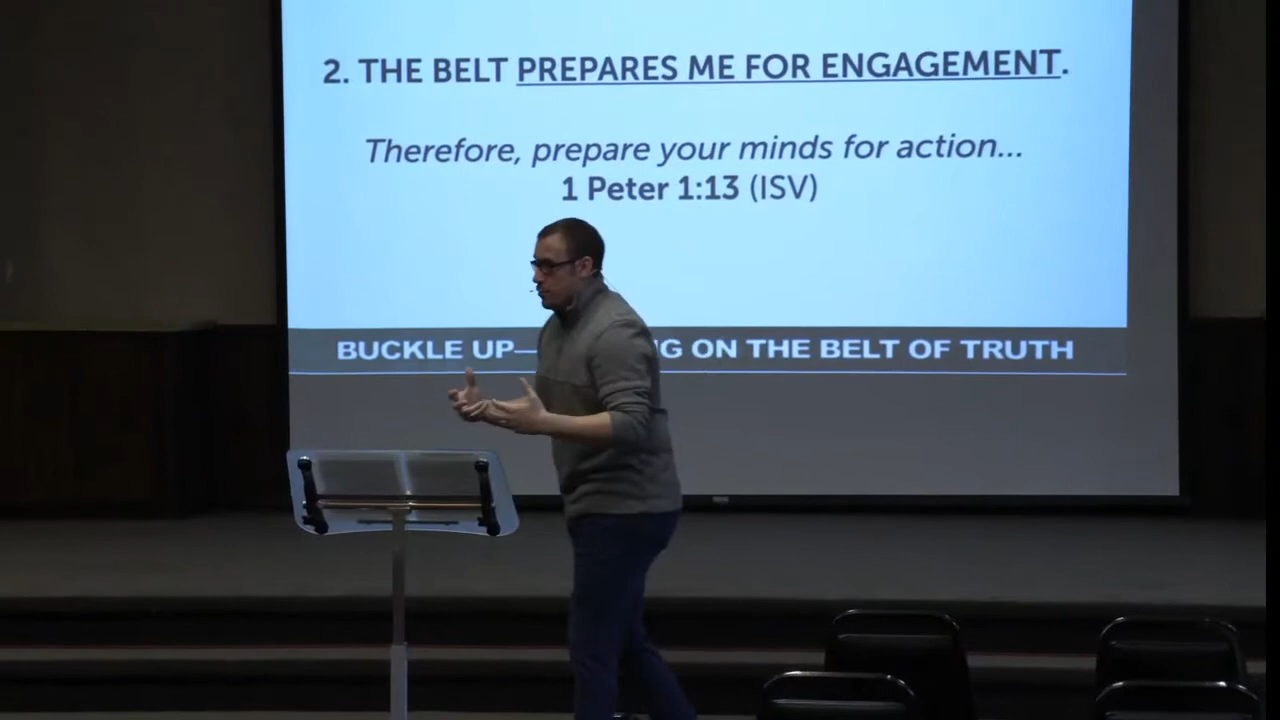 2. THE BELT PREPARES ME FOR ENGAGEMENT.
Therefore, prepare your minds for action...
1 Peter 1:13 (ISV)
BUCKLE UP— G ON THE BELT OF TRUTH